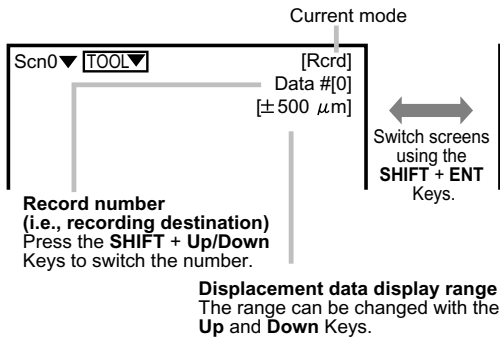 Current mode
Scn0▼ TOOL▼ [Rcrd]
Data #[0]
[±500 μm]
Switch screens
using the
SHIFT + ENT
Keys.
Record number
(i.e., recording destination)
Press the SHIFT + Up/Down
Keys to switch the number.
Displacement data display range
The range can be changed with the
Up and Down Keys.